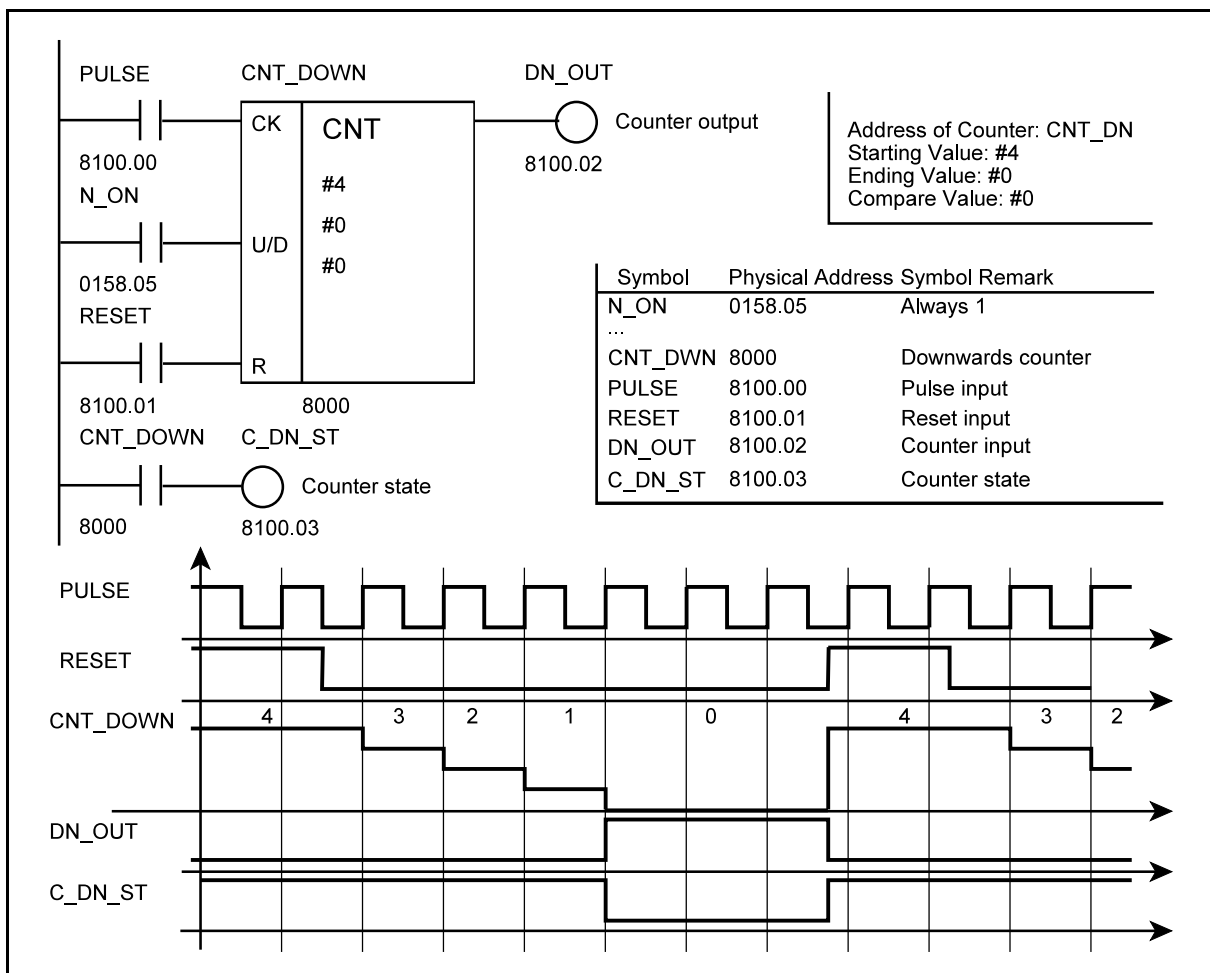 PULSE CNT_DOWN DN_OUT
CK CNT Counter output
8100.00 8100.02
N_ON #4
#0
U/D
#0
0158.05
RESET
R
8100.01 8000
CNT_DOWN C_DN_ST
Counter state
8000 8100.03
Address of Counter: CNT_DN
Starting Value: #4
Ending Value: #0
Compare Value: #0
Symbol Physical Address Symbol Remark
N_ON 0158.05 Always 1
...
CNT_DWN 8000 Downwards counter
PULSE 8100.00 Pulse input
RESET 8100.01 Reset input
DN_OUT 8100.02 Counter input
C_DN_ST 8100.03 Counter state
PULSE
RESET
CNT_DOWN 4 3 2 1 0 4 3 2
DN_OUT
C_DN_ST